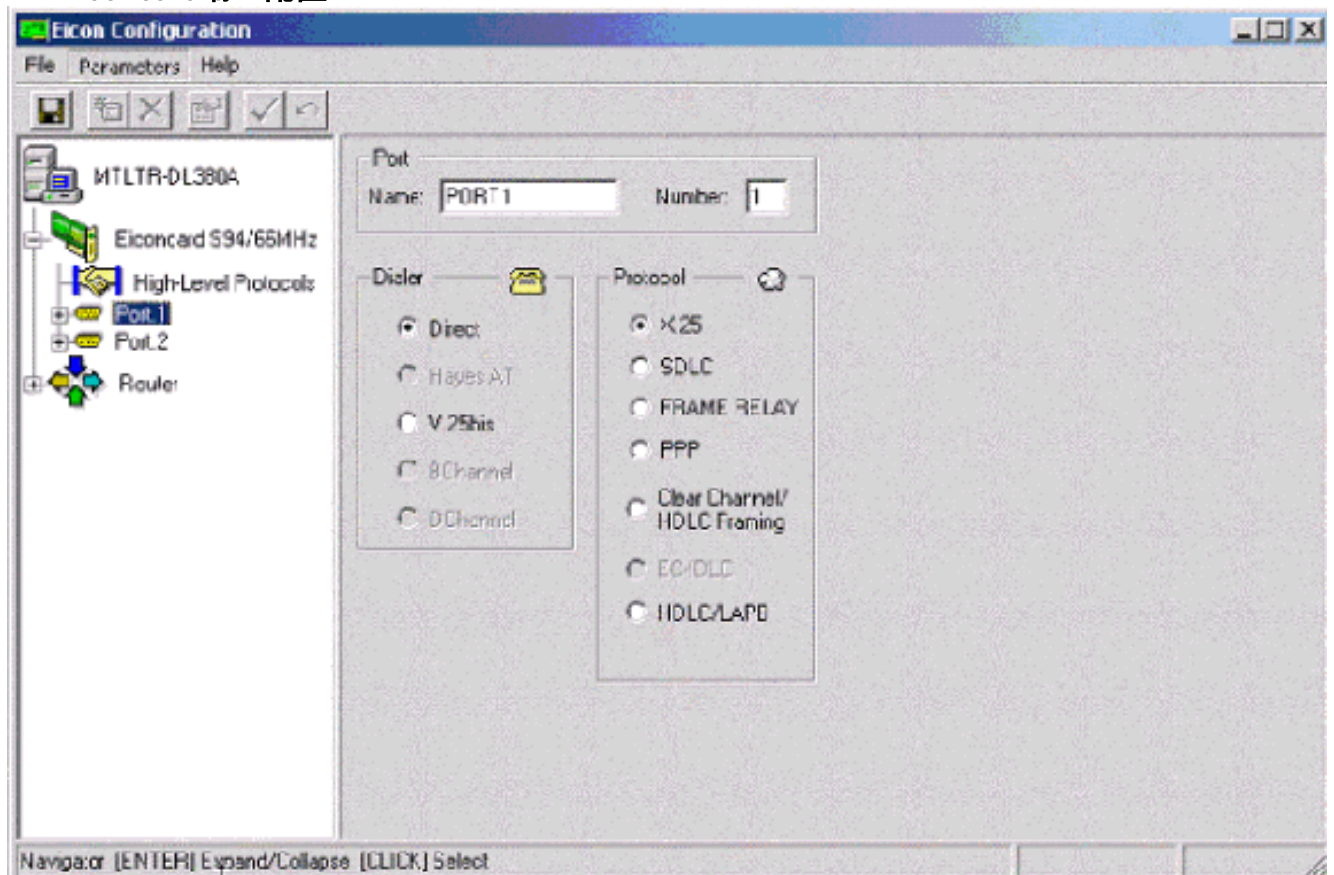 Eicon Configuration
File Parameters Help
MTLTR-DL380A
Eiconcard S94/66MHz
High-Level Protocols
Port.1
Port.2
Router
Port
Name: PORT1 Number: 1
Dialer
Direct
Hayes AT
V.25bis
B Channel
D Channel
Protocol
X.25
SDLC
FRAME RELAY
PPP
Clear Channel/
HDLC Framing
EC/DLC
HDLC/LAPD
Navigator [ENTER] Expand/Collapse [CLICK] Select